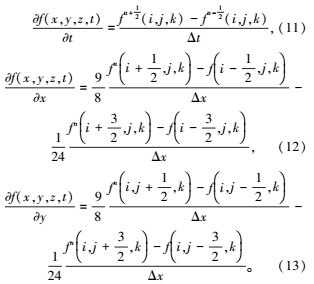 ∂f(x,y,z,t)/∂t = (f^{n+1/2}(i,j,k) − f^{n−1/2}(i,j,k))/Δt, (11)
∂f(x,y,z,t)/∂x = 9/8 (f^n(i + 1/2,j,k) − f(i − 1/2,j,k))/Δx −
1/24 (f^n(i + 3/2,j,k) − f(i − 3/2,j,k))/Δx, (12)
∂f(x,y,z,t)/∂y = 9/8 (f^n(i,j + 1/2,k) − f(i,j − 1/2,k))/Δx −
1/24 (f^n(i,j + 3/2,k) − f(i,j − 3/2,k))/Δx。 (13)